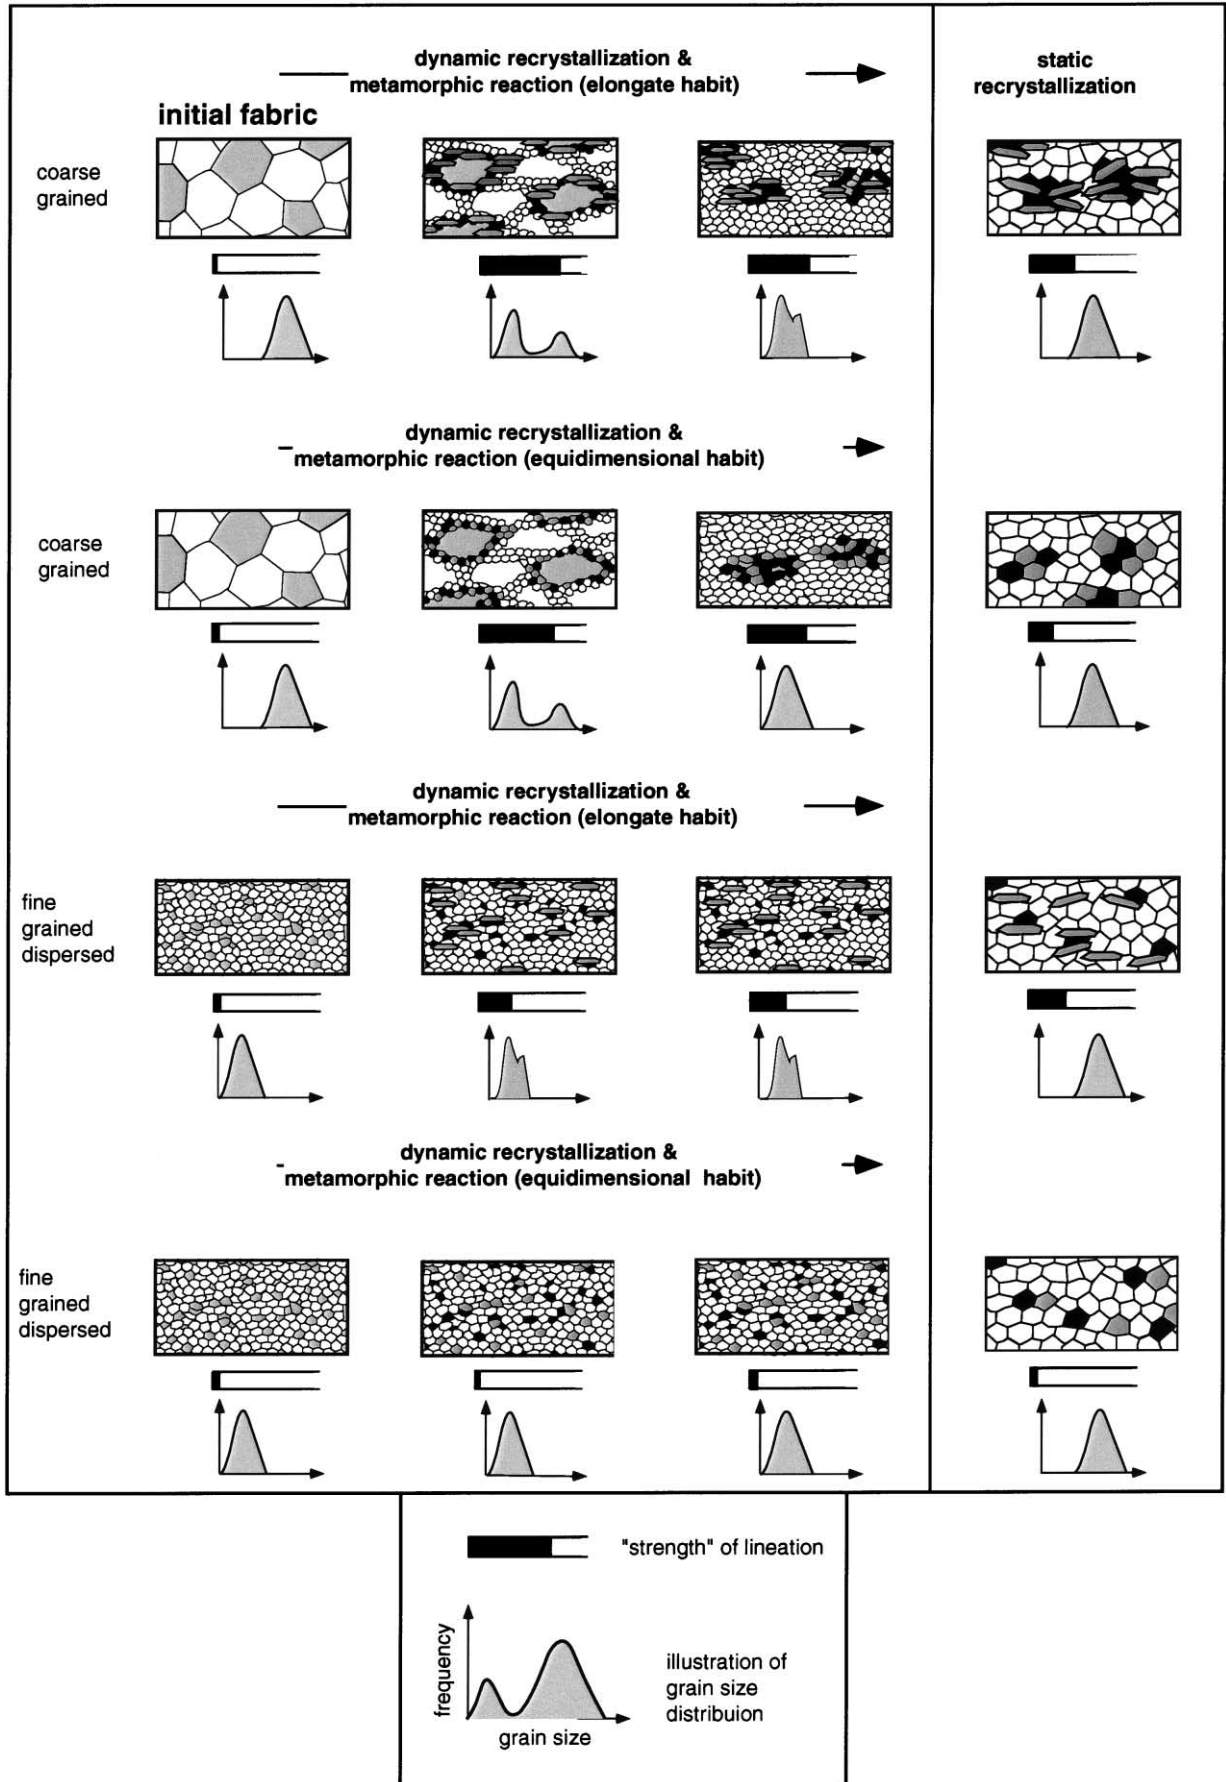 dynamic recrystallization &
metamorphic reaction (elongate habit)
static
recrystallization
initial fabric
coarse
grained
dynamic recrystallization &
metamorphic reaction (equidimensional habit)
coarse
grained
dynamic recrystallization &
metamorphic reaction (elongate habit)
fine
grained
dispersed
dynamic recrystallization &
metamorphic reaction (equidimensional habit)
fine
grained
dispersed
"strength" of lineation
frequency
illustration of
grain size
distribuion
grain size